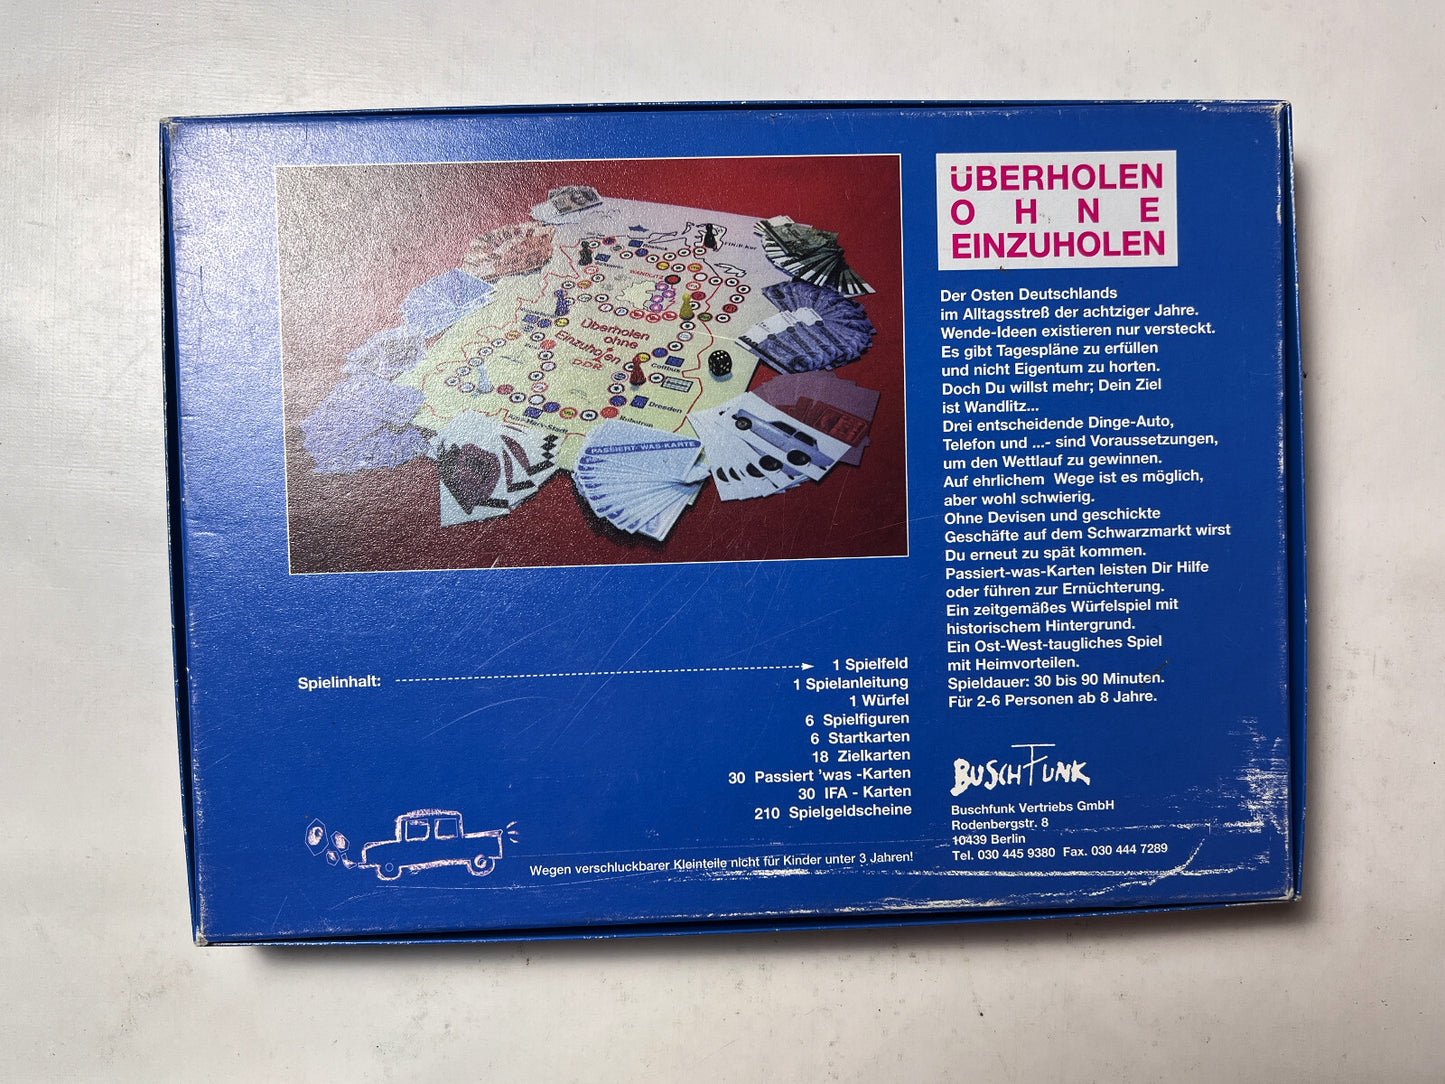 ÜBERHOLEN
OHNE
EINZUHOLEN
Der Osten Deutschlands
im Alltagsstreß der achtziger Jahre.
Wende-Ideen existieren nur versteckt.
Es gibt Tagespläne zu erfüllen
und nicht Eigentum zu horten.
Doch Du willst mehr; Dein Ziel
ist Wandlitz...
Drei entscheidende Dinge-Auto,
Telefon und ...- sind Voraussetzungen,
um den Wettlauf zu gewinnen.
Auf ehrlichem Wege ist es möglich,
aber wohl schwierig.
Ohne Devisen und geschickte
Geschäfte auf dem Schwarzmarkt wirst
Du erneut zu spät kommen.
Passiert-was-Karten leisten Dir Hilfe
oder führen zur Ernüchterung.
Ein zeitgemäßes Würfelspiel mit
historischem Hintergrund.
Ein Ost-West-taugliches Spiel
mit Heimvorteilen.
Spieldauer: 30 bis 90 Minuten.
Für 2-6 Personen ab 8 Jahre.
WANDLITZ
Überholen
ohne
Einzuholen
DDR
Cottbus
Dresden
Robotron
PASSIERT-WAS-KARTE
Spielinhalt:
1 Spielfeld
1 Spielanleitung
1 Würfel
6 Spielfiguren
6 Startkarten
18 Zielkarten
30 Passiert 'was -Karten
30 IFA - Karten
210 Spielgeldscheine
Wegen verschluckbarer Kleinteile nicht für Kinder unter 3 Jahren!
BUSCHFUNK
Buschfunk Vertriebs GmbH
Rodenbergstr. 8
10439 Berlin
Tel. 030 445 9380 Fax. 030 444 7289